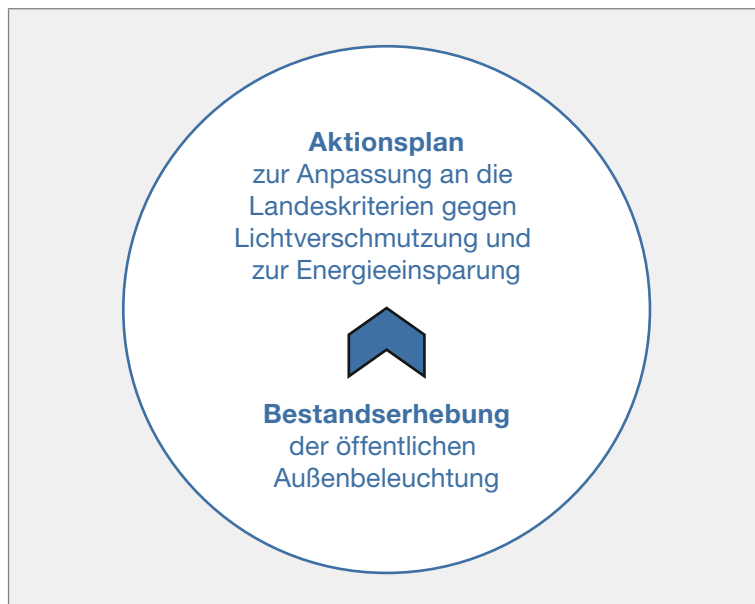 Aktionsplan
zur Anpassung an die
Landeskriterien gegen
Lichtverschmutzung und
zur Energieeinsparung
Bestandserhebung
der öffentlichen
Außenbeleuchtung